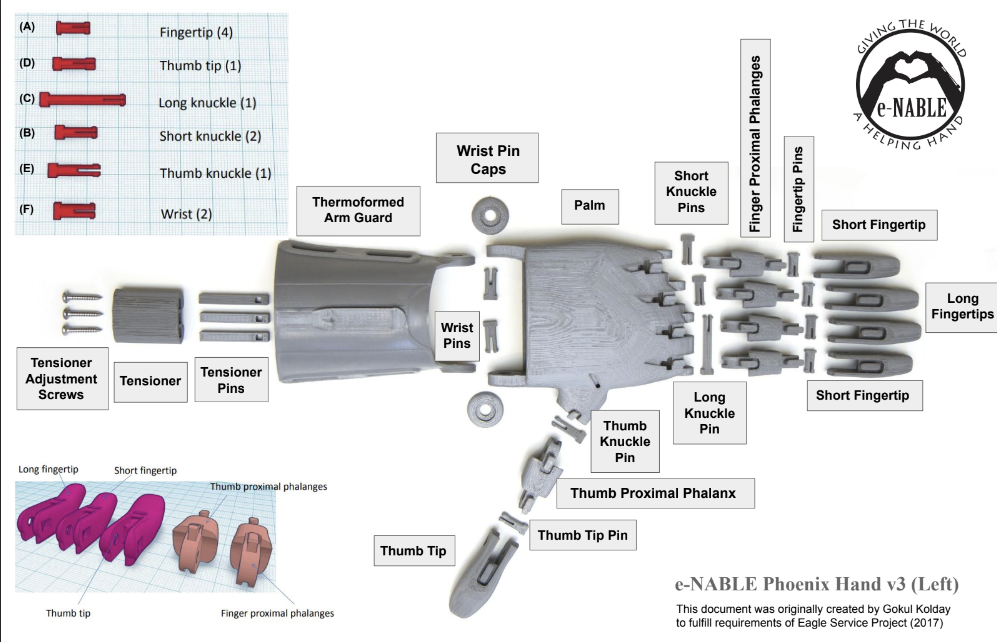 (A)
Fingertip (4)
(D)
Thumb tip (1)
(C)
Long knuckle (1)
(B)
Short knuckle (2)
(E)
Thumb knuckle (1)
(F)
Wrist (2)
GIVING THE WORLD
e-NABLE
A HELPING HAND
Thermoformed
Arm Guard
Wrist Pin
Caps
Palm
Short
Knuckle
Pins
Finger Proximal Phalanges
Fingertip Pins
Short Fingertip
Long
Fingertips
Short Fingertip
Tensioner
Adjustment
Screws
Tensioner
Tensioner
Pins
Wrist
Pins
Long
Knuckle
Pin
Thumb
Knuckle
Pin
Thumb Proximal Phalanx
Thumb Tip Pin
Thumb Tip
Long fingertip
Short fingertip
Thumb proximal phalanges
Thumb tip
Finger proximal phalanges
e-NABLE Phoenix Hand v3 (Left)
This document was originally created by Gokul Kolday
to fulfill requirements of Eagle Service Project (2017)